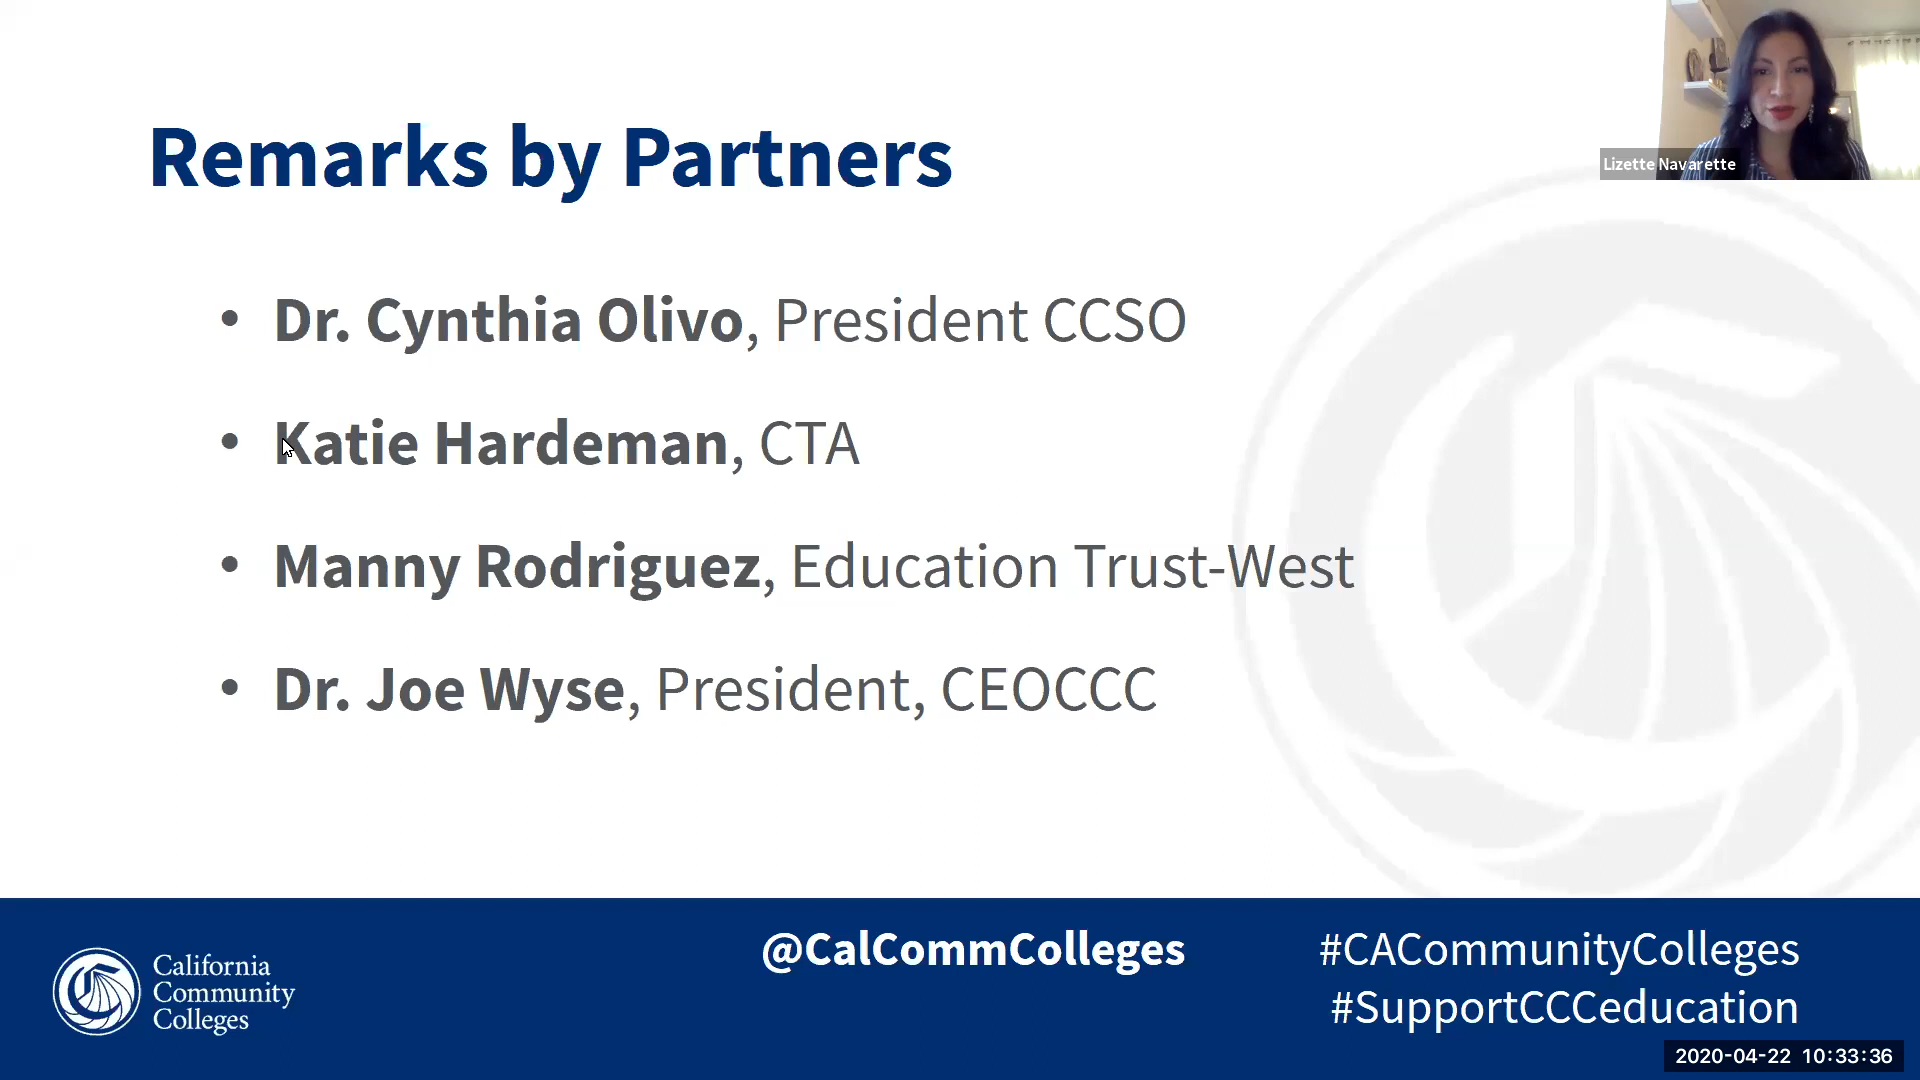 Remarks by Partners
Lizette Navarette
• Dr. Cynthia Olivo, President CCSO
• Katie Hardeman, CTA
• Manny Rodriguez, Education Trust-West
• Dr. Joe Wyse, President, CEOCCC
California
Community
Colleges
@CalCommColleges
#CACommunityColleges
#SupportCCCeducation
2020-04-22 10:33:36